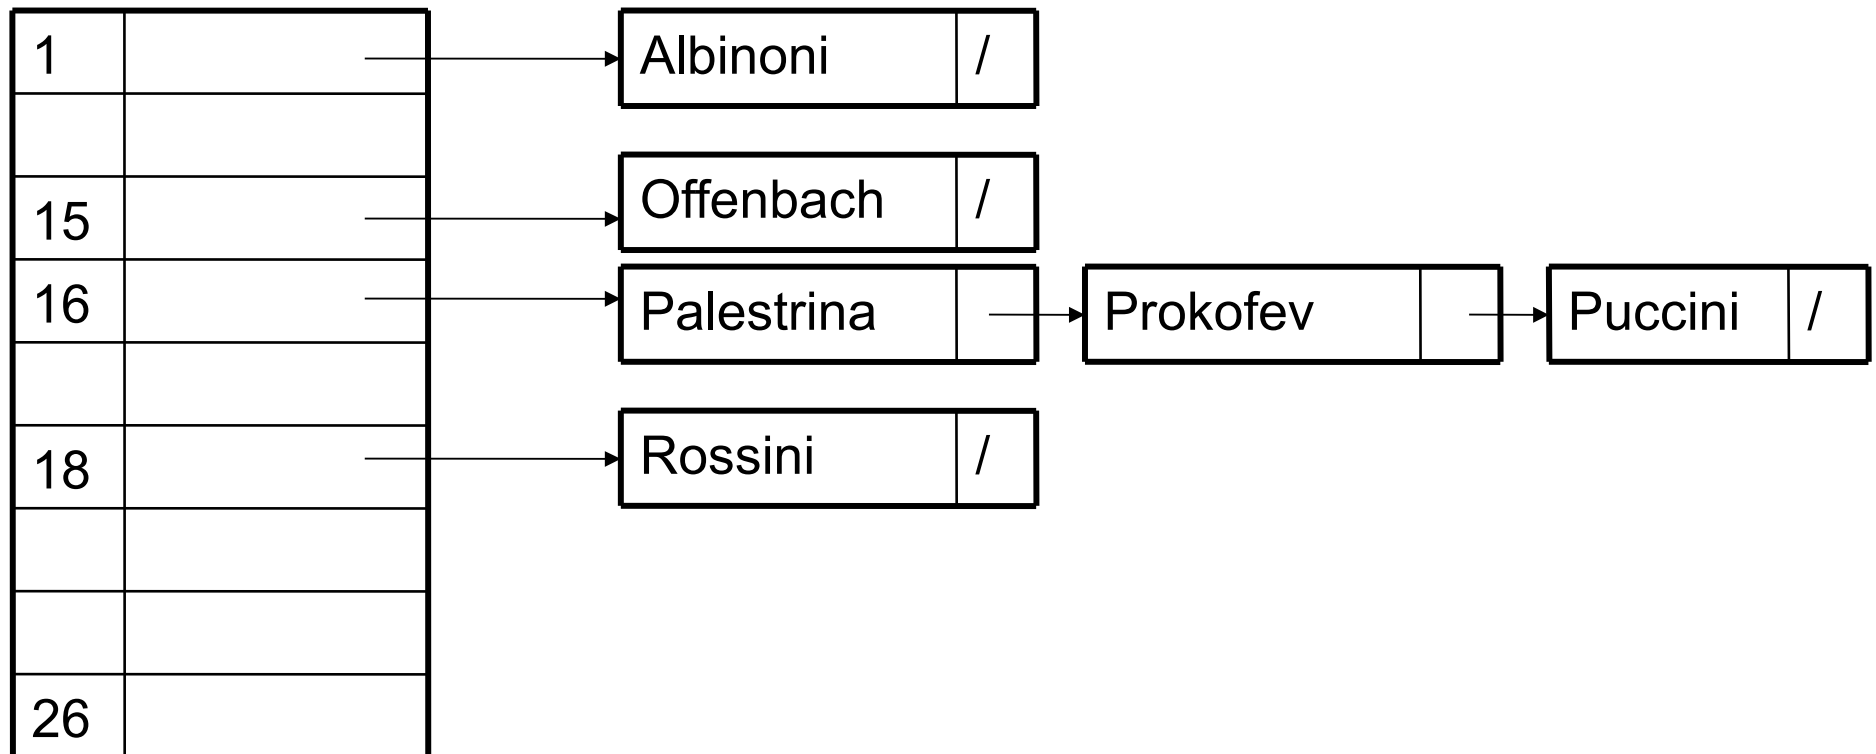 1 Albinoni /
15 Offenbach /
16 Palestrina Prokofev Puccini /
18 Rossini /
26